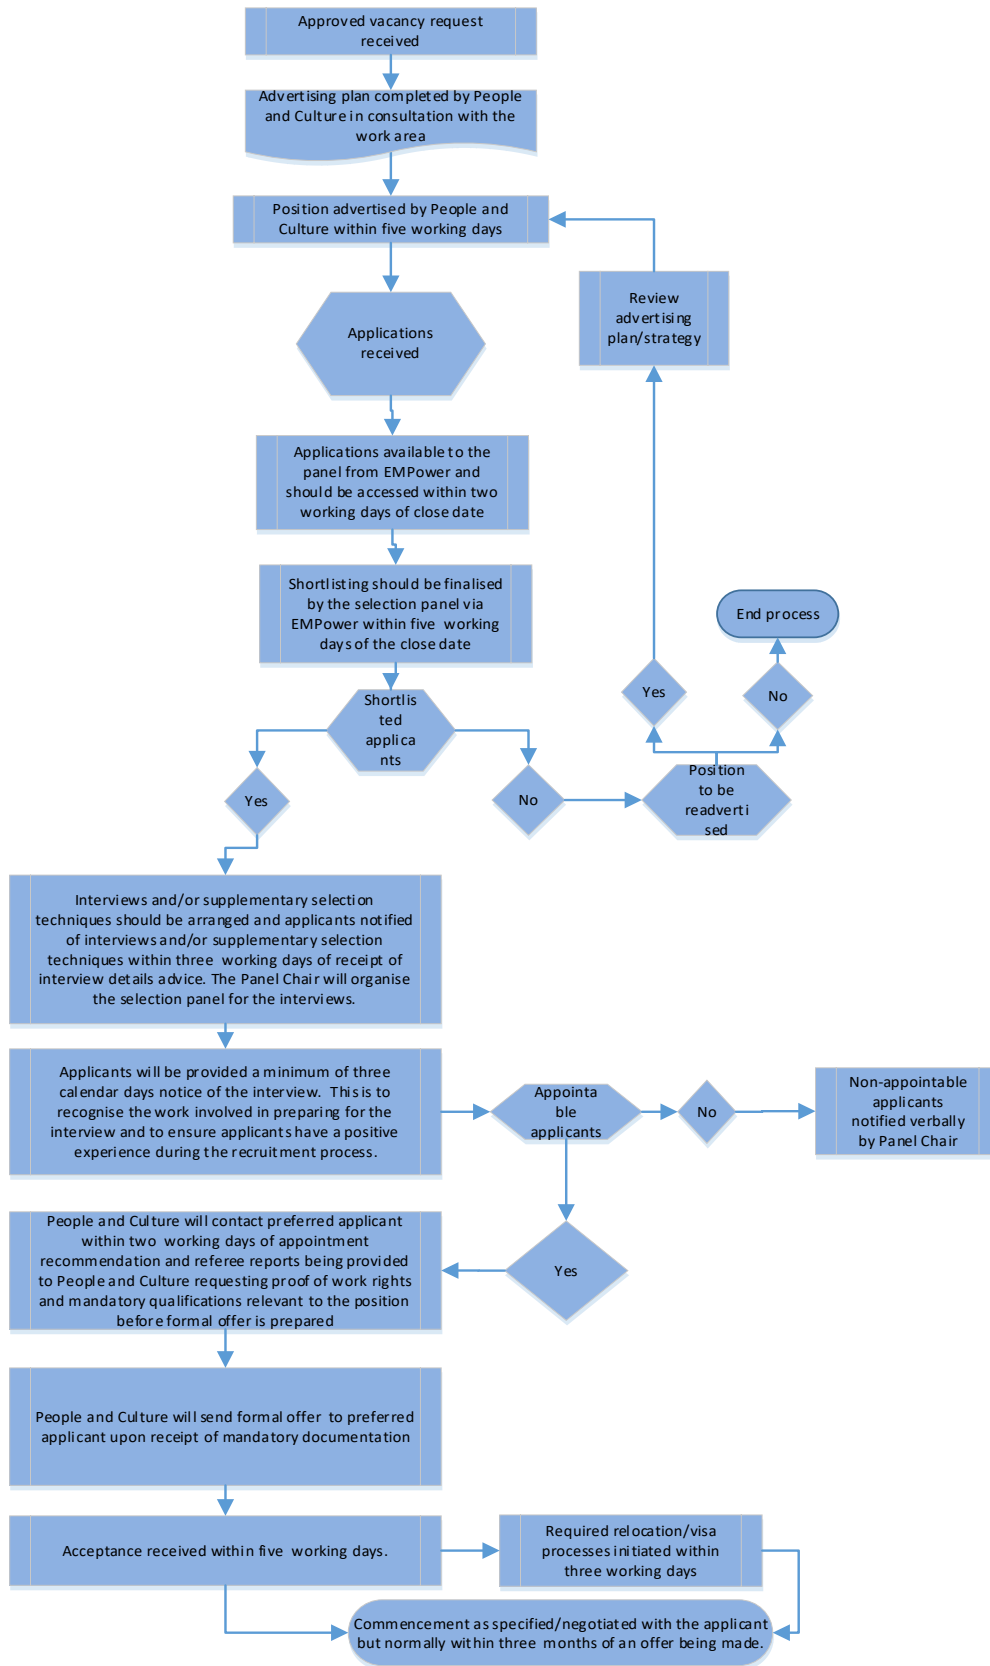 Approved vacancy request
received
Advertising plan completed by People
and Culture in consultation with the
work area
Position advertised by People and
Culture within five working days
Review
advertising
plan/strategy
Applications
received
Applications available to the
panel from EMPower and
should be accessed within two
working days of close date
Shortlisting should be finalised
by the selection panel via
EMPower within five working
days of the close date
End process
Shortlis
ted
applica
nts
Yes
No
Yes
No
Position
to be
readverti
sed
Interviews and/or supplementary selection
techniques should be arranged and applicants notified
of interviews and/or supplementary selection
techniques within three working days of receipt of
interview details advice. The Panel Chair will organise
the selection panel for the interviews.
Applicants will be provided a minimum of three
calendar days notice of the interview. This is to
recognise the work involved in preparing for the
interview and to ensure applicants have a positive
experience during the recruitment process.
Appointa
ble
applicants
No
Non-appointable
applicants
notified verbally
by Panel Chair
Yes
People and Culture will contact preferred applicant
within two working days of appointment
recommendation and referee reports being provided
to People and Culture requesting proof of work rights
and mandatory qualifications relevant to the position
before formal offer is prepared
People and Culture will send formal offer to preferred
applicant upon receipt of mandatory documentation
Acceptance received within five working days.
Required relocation/visa
processes initiated within
three working days
Commencement as specified/negotiated with the applicant
but normally within three months of an offer being made.